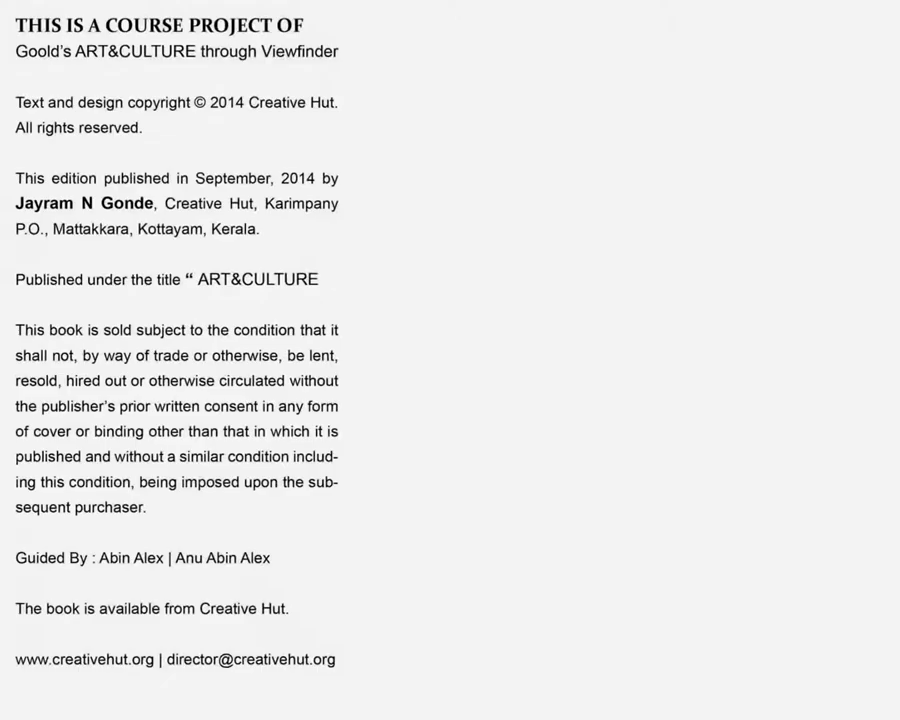 THIS IS A COURSE PROJECT OF
Goold’s ART&CULTURE through Viewfinder
Text and design copyright © 2014 Creative Hut.
All rights reserved.
This edition published in September, 2014 by
Jayram N Gonde, Creative Hut, Karimpany
P.O., Mattakkara, Kottayam, Kerala.
Published under the title “ ART&CULTURE
This book is sold subject to the condition that it
shall not, by way of trade or otherwise, be lent,
resold, hired out or otherwise circulated without
the publisher’s prior written consent in any form
of cover or binding other than that in which it is
published and without a similar condition includ-
ing this condition, being imposed upon the sub-
sequent purchaser.
Guided By : Abin Alex | Anu Abin Alex
The book is available from Creative Hut.
www.creativehut.org | director@creativehut.org